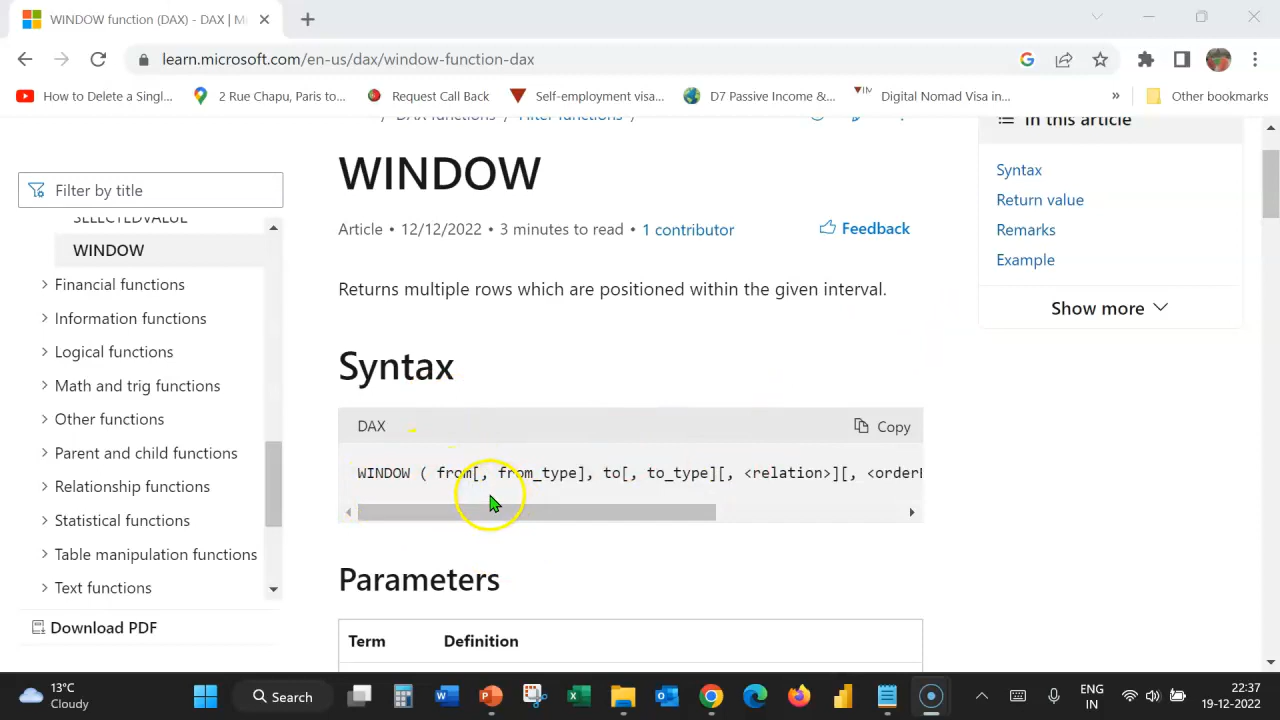 WINDOW function (DAX) - DAX | M
learn.microsoft.com/en-us/dax/window-function-dax
How to Delete a Singl... 2 Rue Chapu, Paris to... Request Call Back Self-employment visa... D7 Passive Income &... Digital Nomad Visa in... » Other bookmarks
/ DAX functions / Filter functions /
In this article
WINDOW
Filter by title
Syntax
Return value
Remarks
Example
Show more
SELECTEDVALUE
WINDOW
Financial functions
Information functions
Logical functions
Math and trig functions
Other functions
Parent and child functions
Relationship functions
Statistical functions
Table manipulation functions
Text functions
Download PDF
Article • 12/12/2022 • 3 minutes to read • 1 contributor
Feedback
Returns multiple rows which are positioned within the given interval.
Syntax
DAX
Copy
WINDOW ( from[, from_type], to[, to_type][, <relation>][, <order
Parameters
Term Definition
13°C
Cloudy
Search
ENG
IN
22:37
19-12-2022